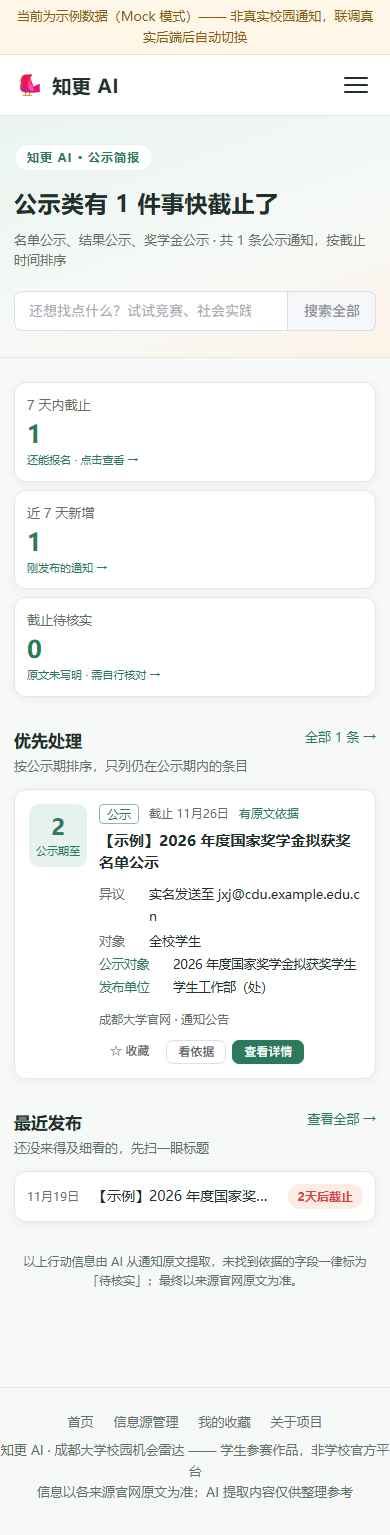 当前为示例数据（Mock 模式）—— 非真实校园通知，联调真
实后端后自动切换
知更 AI
知更 AI · 公示简报
公示类有 1 件事快截止了
名单公示、结果公示、奖学金公示 · 共 1 条公示通知，按截止
时间排序
还想找点什么？试试竞赛、社会实践
搜索全部
7 天内截止
1
还能报名 · 点击查看 →
近 7 天新增
1
刚发布的通知 →
截止待核实
0
原文未写明 · 需自行核对 →
优先处理
全部 1 条 →
按公示期排序，只列仍在公示期内的条目
2
公示期至
公示 截止 11月26日 有原文依据
【示例】2026 年度国家奖学金拟获奖
名单公示
异议 实名发送至 jxj@cdu.example.edu.c
n
对象 全校学生
公示对象 2026 年度国家奖学金拟获奖学生
发布单位 学生工作部（处）
成都大学官网 · 通知公告
☆ 收藏 看依据 查看详情
最近发布
查看全部 →
还没来得及细看的，先扫一眼标题
11月19日 【示例】2026 年度国家奖... 2天后截止
以上行动信息由 AI 从通知原文提取，未找到依据的字段一律标为
「待核实」；最终以来源官网原文为准。
首页 信息源管理 我的收藏 关于项目
知更 AI · 成都大学校园机会雷达 —— 学生参赛作品，非学校官方平
台
信息以各来源官网原文为准；AI 提取内容仅供整理参考